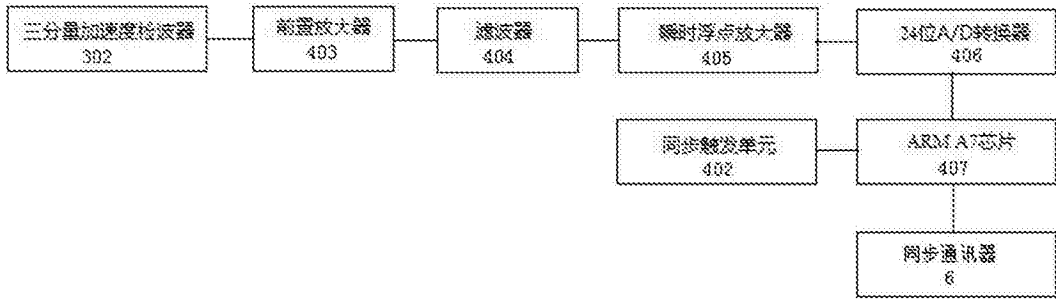 三分量加速度检波器
302
前置放大器
403
滤波器
404
瞬时浮点放大器
405
24位A/D转换器
406
同步触发单元
402
ARM A7芯片
407
同步通讯器
6